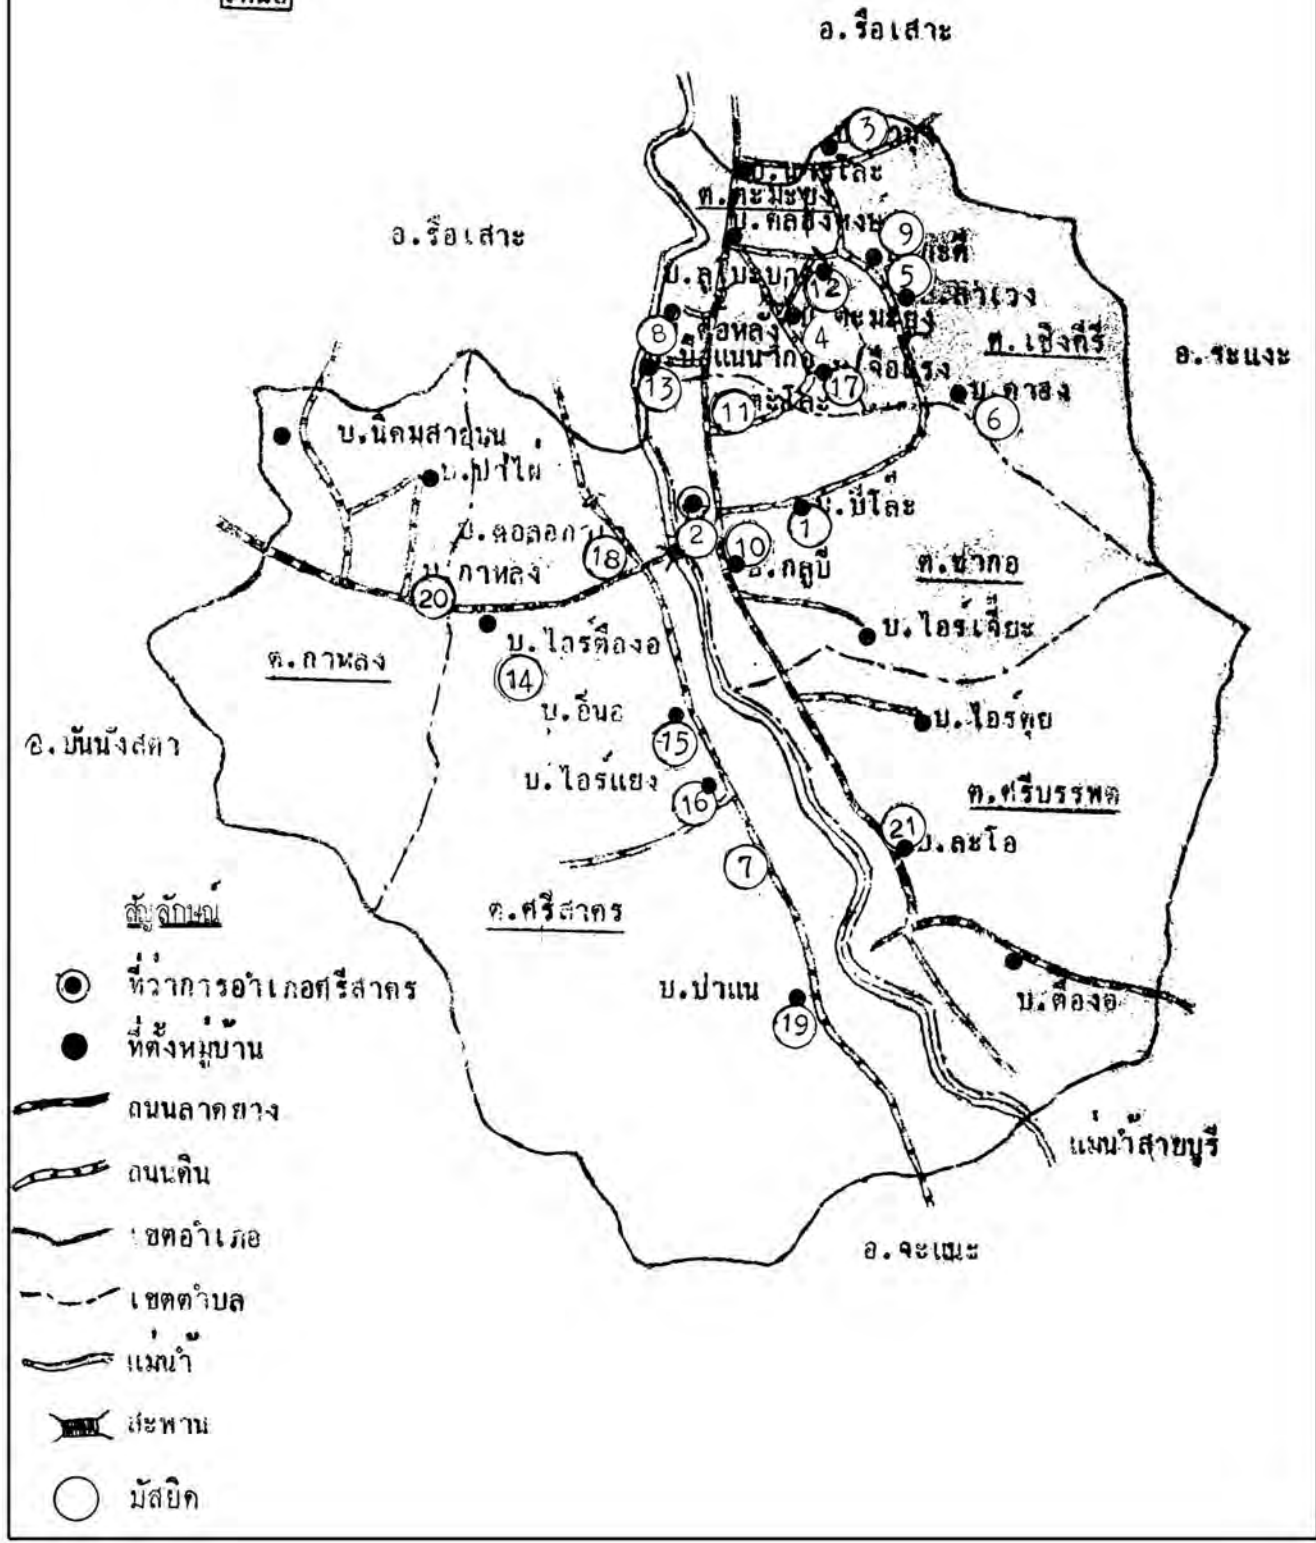 อ.รือเสาะ
3
ต.ตะมะยูง
อ.รือเสาะ
9
5
12
8
4
ต.เชิงคีรี
อ.ระแงะ
13
17
11
บ.ดาฮง
6
บ.นิคมสายบน
บ.ป่าไผ่
บ.บีโล๊ะ
1
2
10
18
บ.กลูบี
ต.ซากอ
บ.กาหลง
20
บ.ไอร์เจี๊ยะ
บ.ไอร์ตืองอ
ต.กาหลง
14
บ.อีนอ
บ.ไอร์ตุย
อ.บันนังสตา
15
บ.ไอร์แยง
16
ต.ศรีบรรพต
21
บ.ละโอ
7
ต.ศรีสาคร
สัญลักษณ์
บ.ป่าแน
ที่ว่าการอำเภอศรีสาคร
บ.ตืองอ
19
ที่ตั้งหมู่บ้าน
ถนนลาดยาง
แม่น้ำสายบุรี
ถนนดิน
เขตอำเภอ
อ.จะแนะ
เขตตำบล
แม่น้ำ
สะพาน
มัสยิด